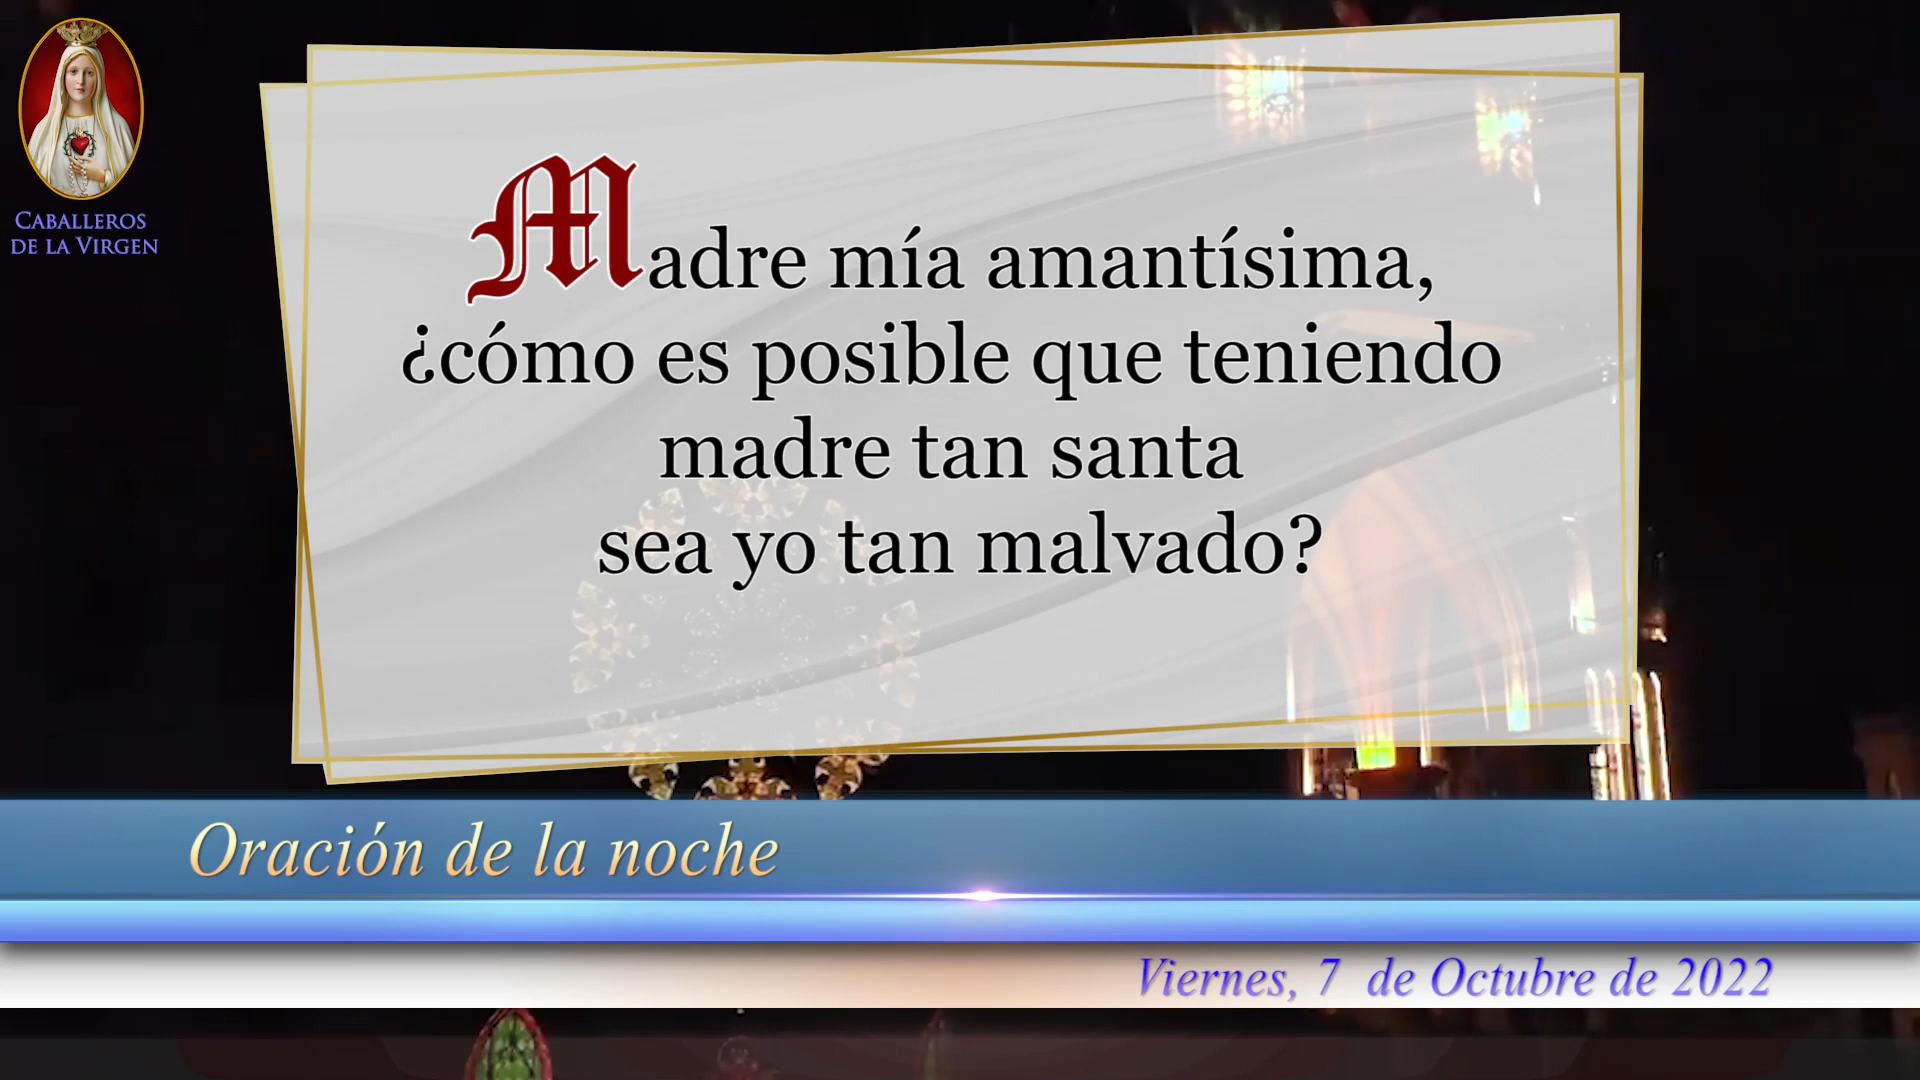 CABALLEROS
DE LA VIRGEN
Madre mía amantísima,
¿cómo es posible que teniendo
madre tan santa
sea yo tan malvado?
Oración de la noche
Viernes, 7 de Octubre de 2022